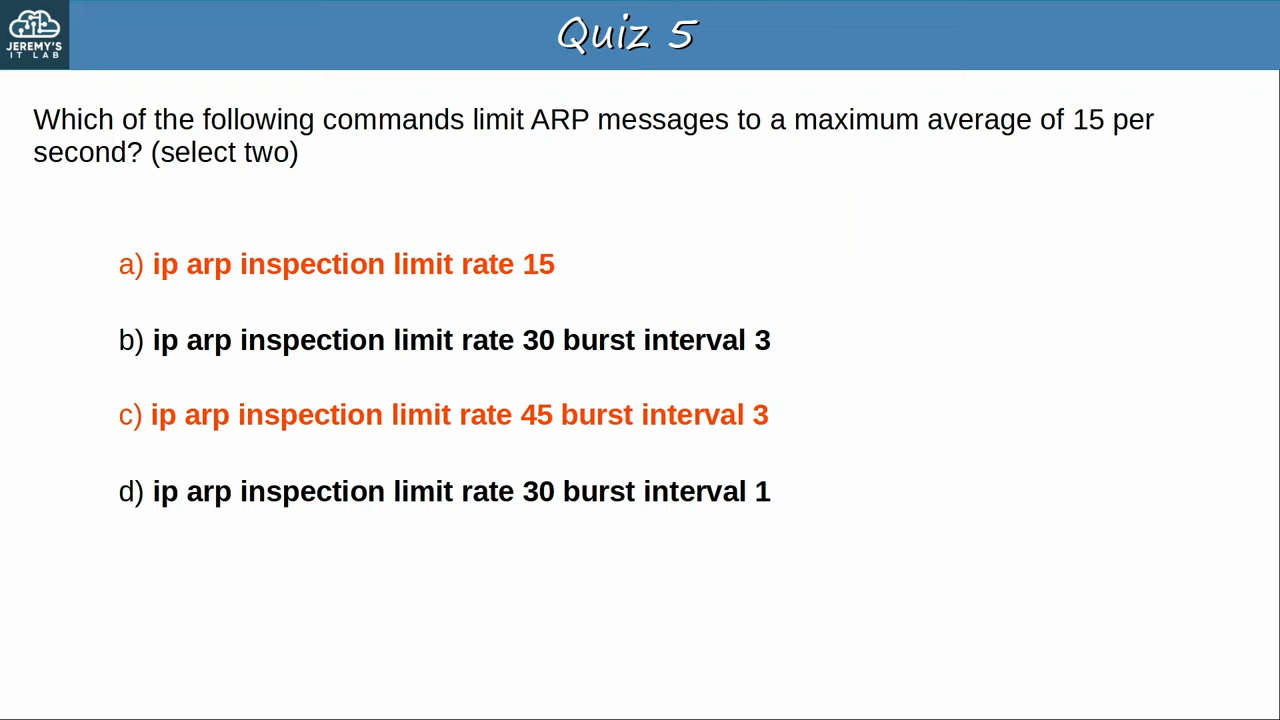 JEREMY'S
IT LAB
Quiz 5
Which of the following commands limit ARP messages to a maximum average of 15 per
second? (select two)
a) ip arp inspection limit rate 15
b) ip arp inspection limit rate 30 burst interval 3
c) ip arp inspection limit rate 45 burst interval 3
d) ip arp inspection limit rate 30 burst interval 1